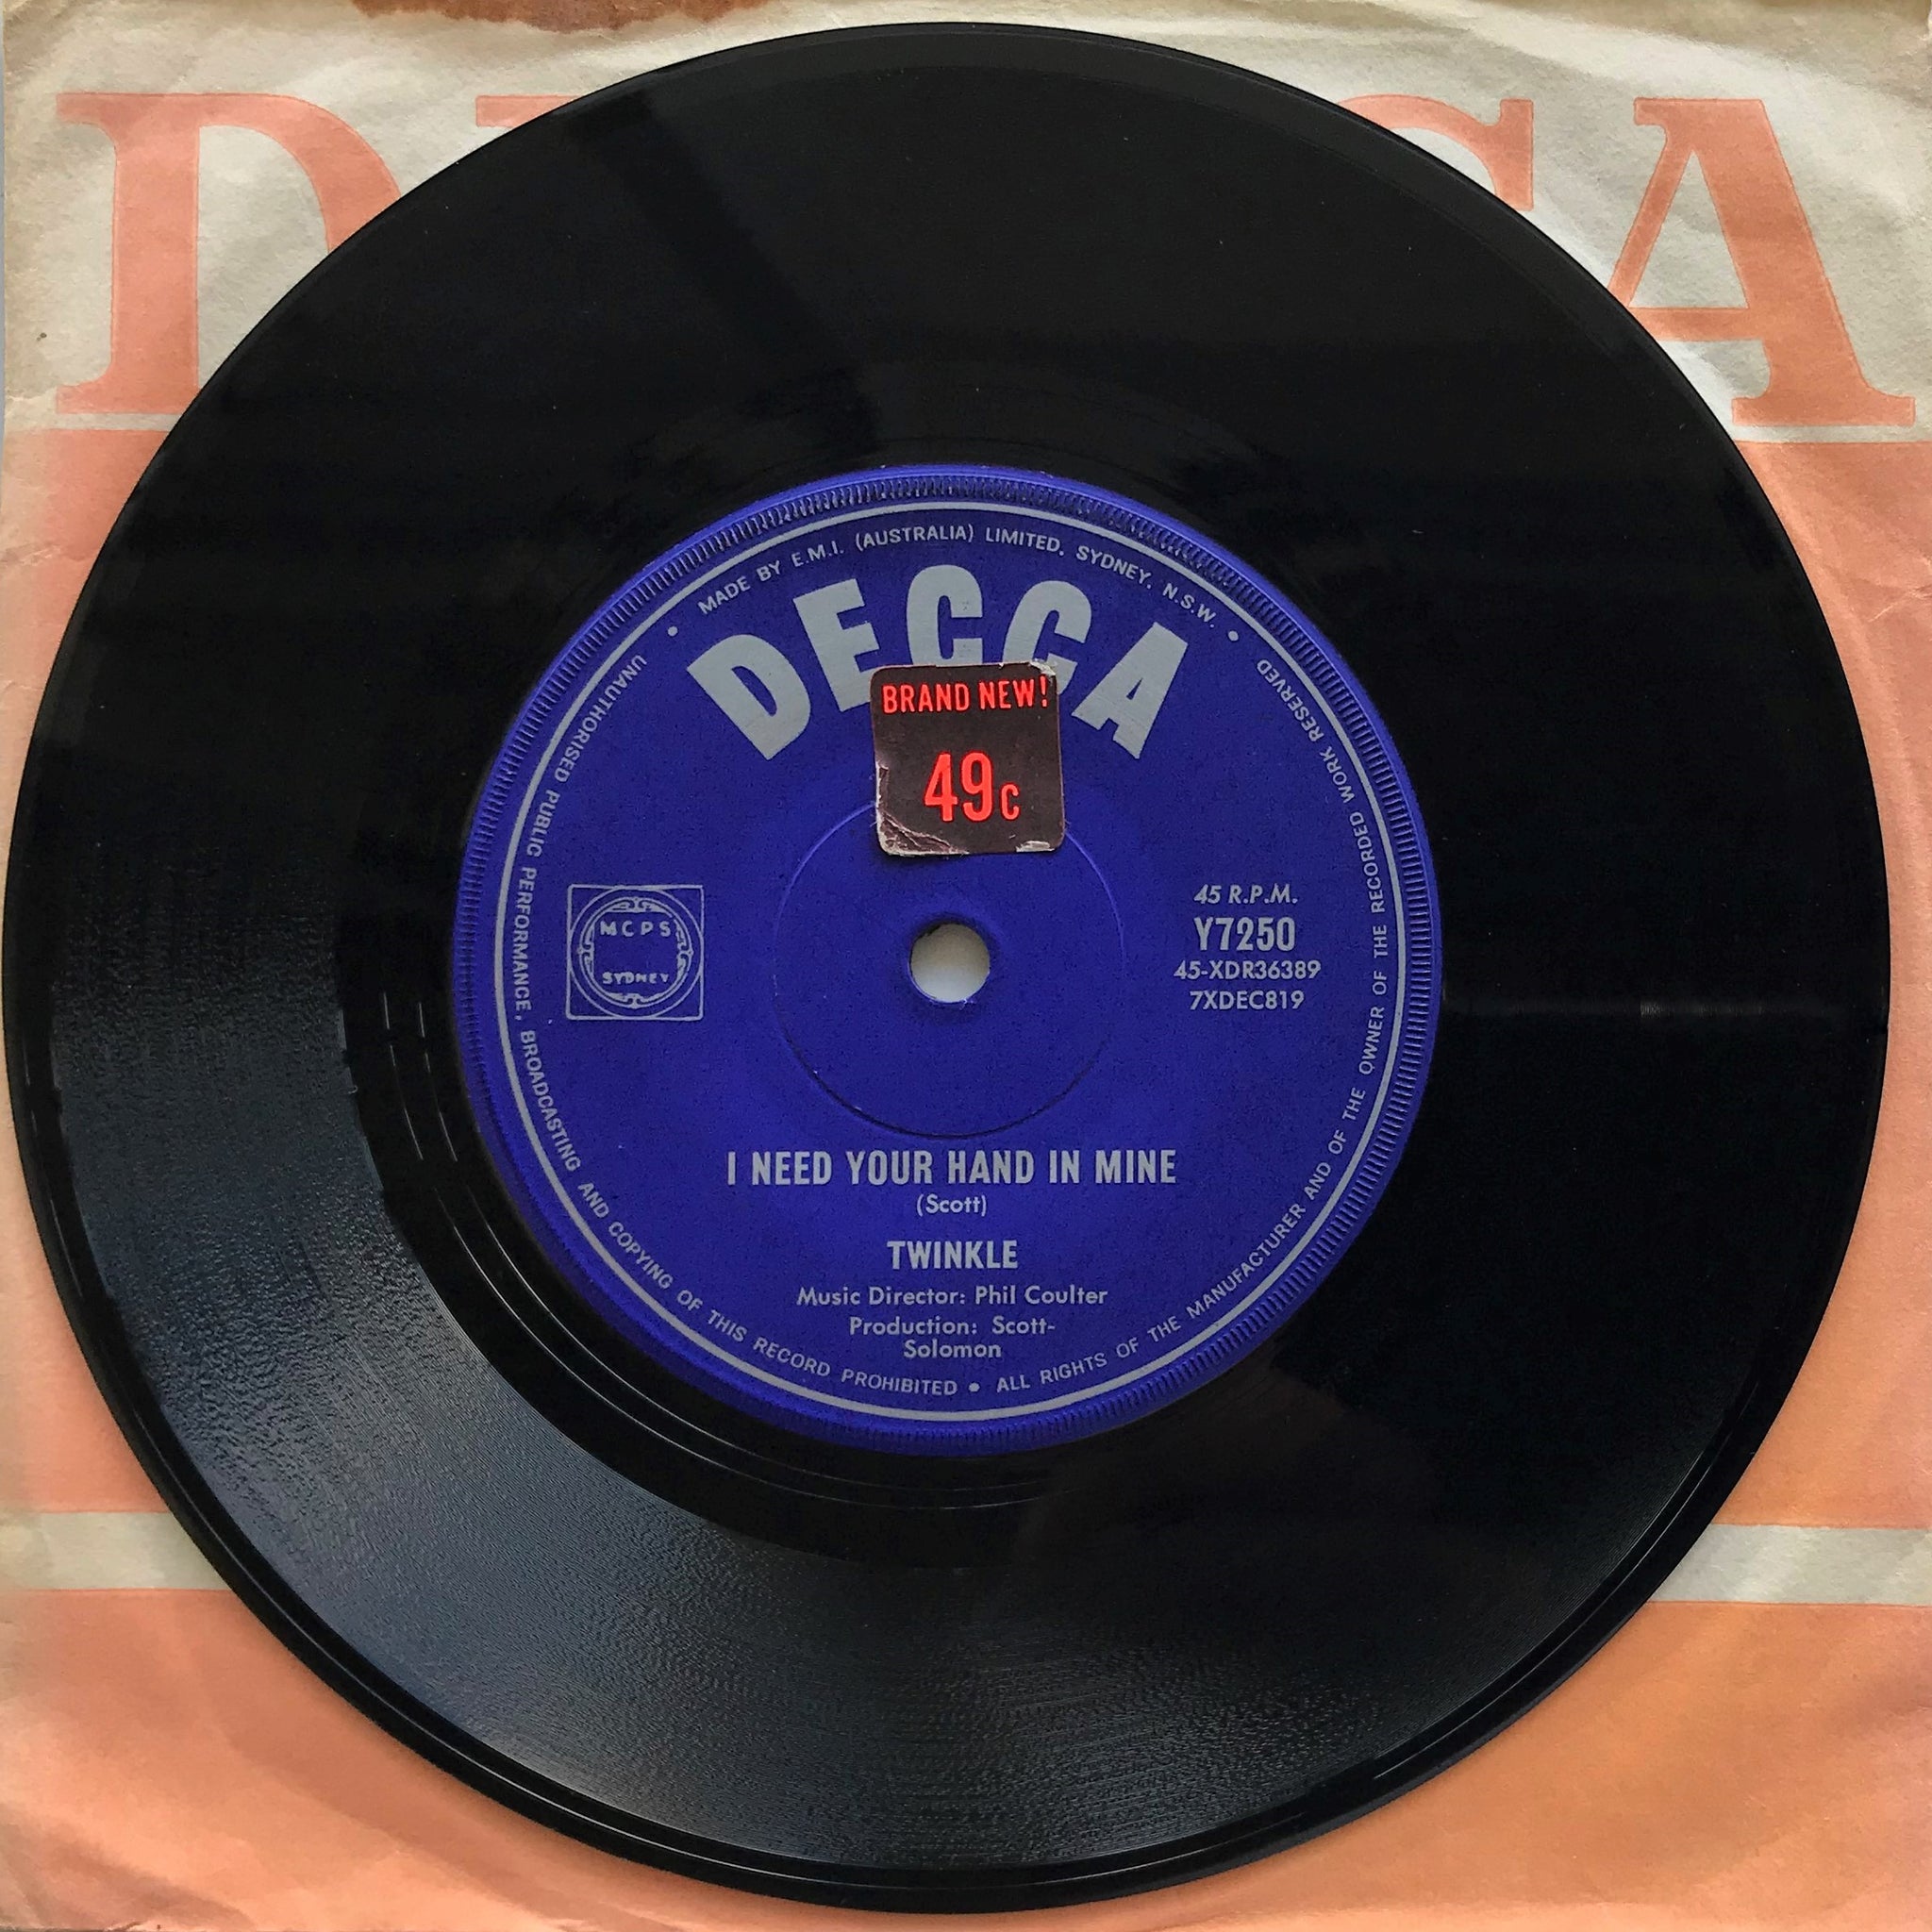 DECCA
MADE BY E.M.I. (AUSTRALIA) LIMITED. SYDNEY. N.S.W.
DECCA
BRAND NEW!
49c
MCPS
SYDNEY
45 R.P.M.
Y7250
45-XDR36389
7XDEC819
I NEED YOUR HAND IN MINE
(Scott)
TWINKLE
Music Director: Phil Coulter
Production: Scott-
Solomon
UNAUTHORISED PUBLIC PERFORMANCE, BROADCASTING AND COPYING OF THIS RECORD PROHIBITED • ALL RIGHTS OF THE MANUFACTURER AND OF THE OWNER OF THE RECORDED WORK RESERVED